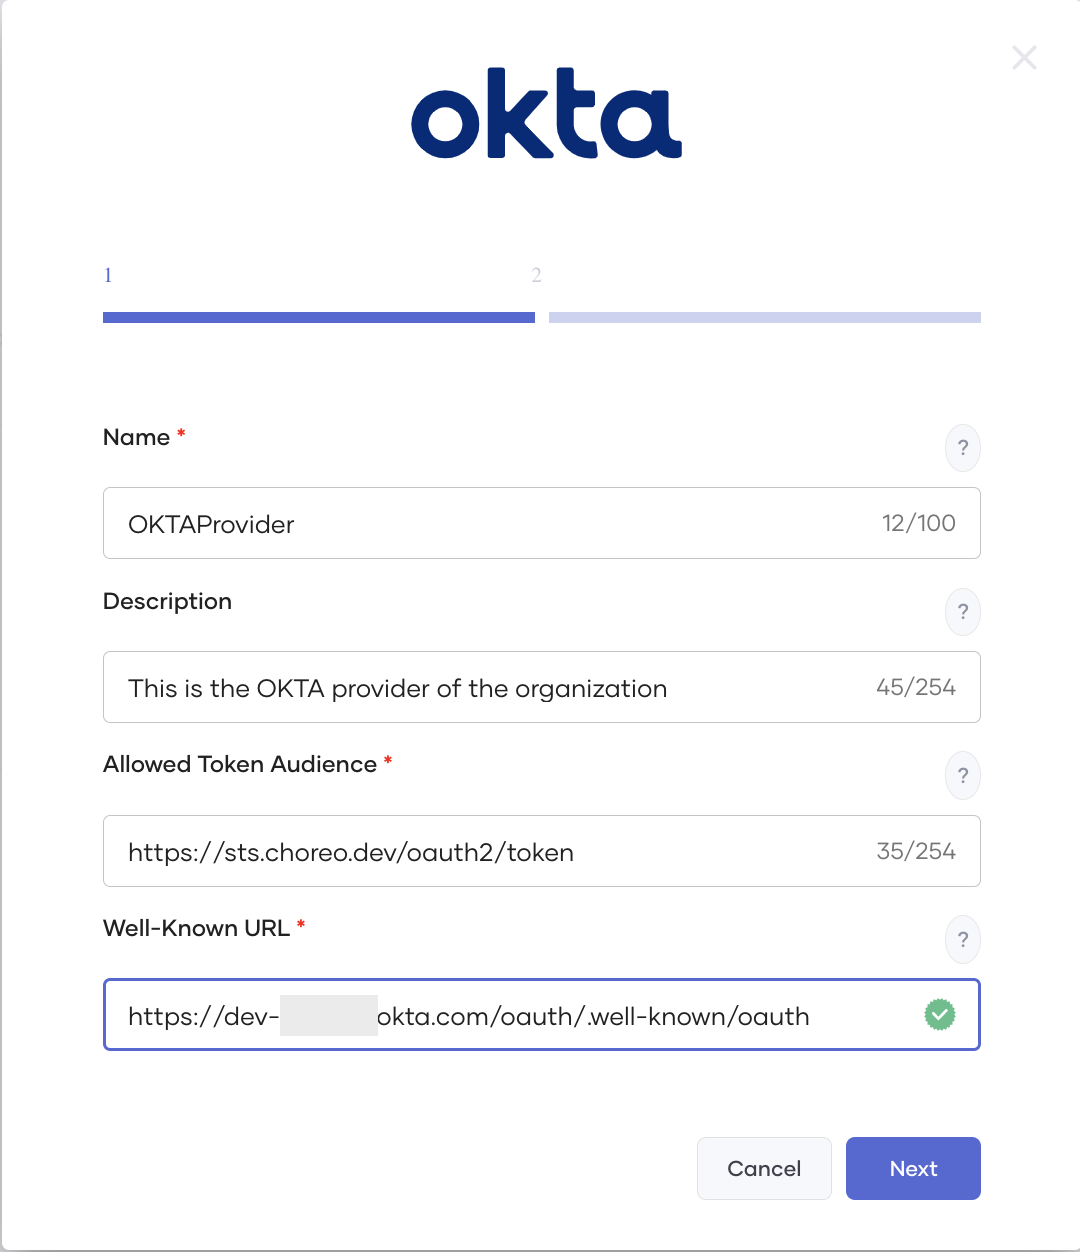 okta
1 2
Name *
?
OKTAProvider 12/100
Description
?
This is the OKTA provider of the organization 45/254
Allowed Token Audience *
?
https://sts.choreo.dev/oauth2/token 35/254
Well-Known URL *
?
https://dev- okta.com/oauth/.well-known/oauth
Cancel Next